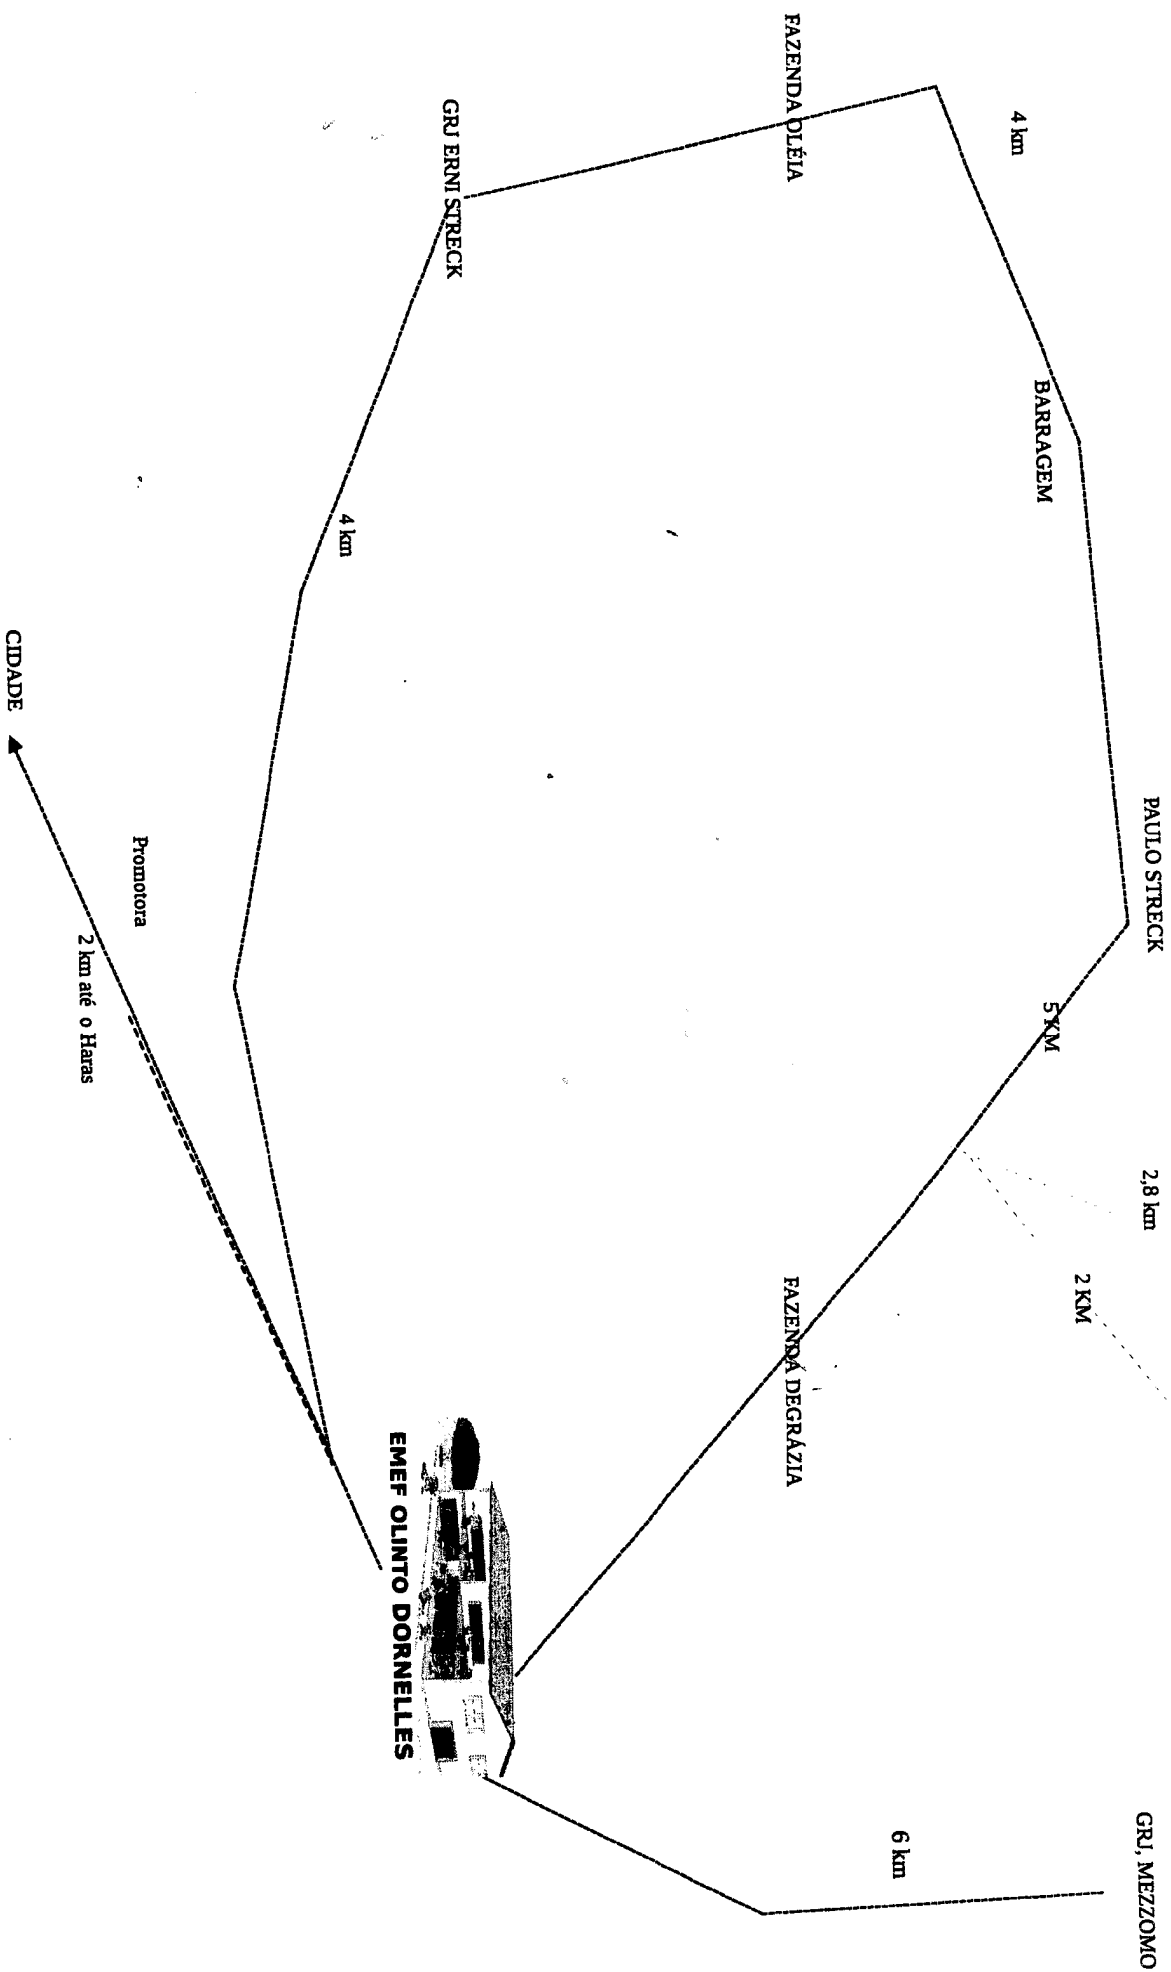 PAULO STRECK
2,8 km
GRJ, MEZZOMO
2 KM
4 km
BARRAGEM
5 KM
6 km
FAZENDA OLÉIA
FAZENDA DEGRÁZIA
GRJ ERNI STRECK
EMEF OLINTO DORNELLES
4 km
Promotora
2 km até o Haras
CIDADE